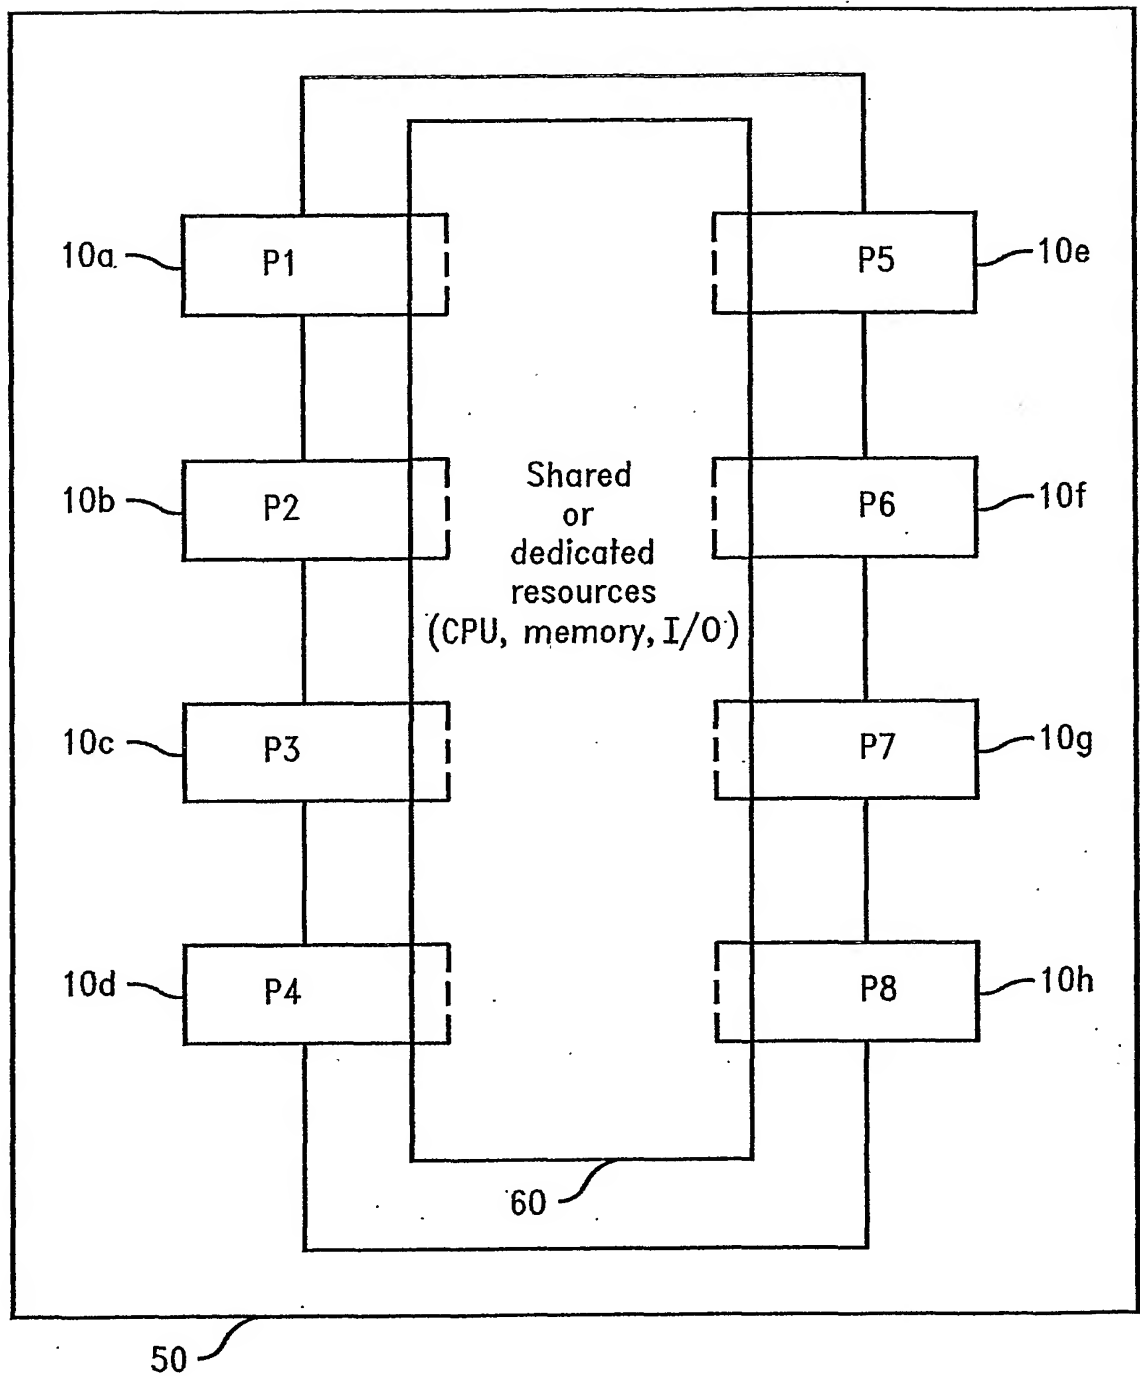 10a
P1
P5
10e
10b
P2
Shared
or
dedicated
resources
(CPU, memory, I/O)
P6
10f
10c
P3
P7
10g
10d
P4
P8
10h
60
50